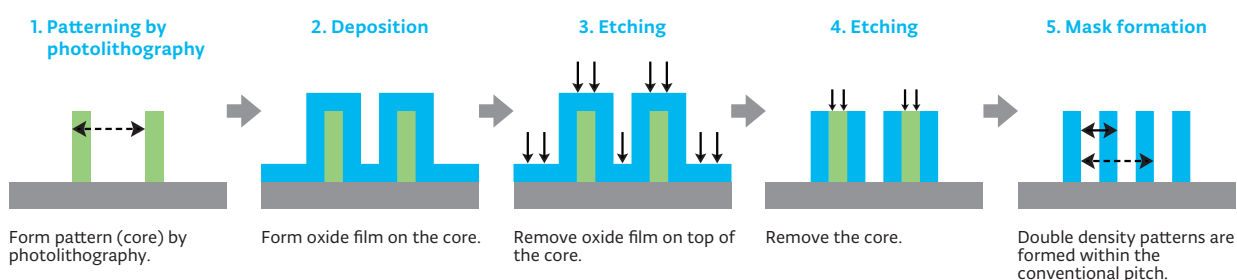 1. Patterning by
photolithography
2. Deposition
3. Etching
4. Etching
5. Mask formation
Form pattern (core) by
photolithography.
Form oxide film on the core.
Remove oxide film on top of
the core.
Remove the core.
Double density patterns are
formed within the
conventional pitch.